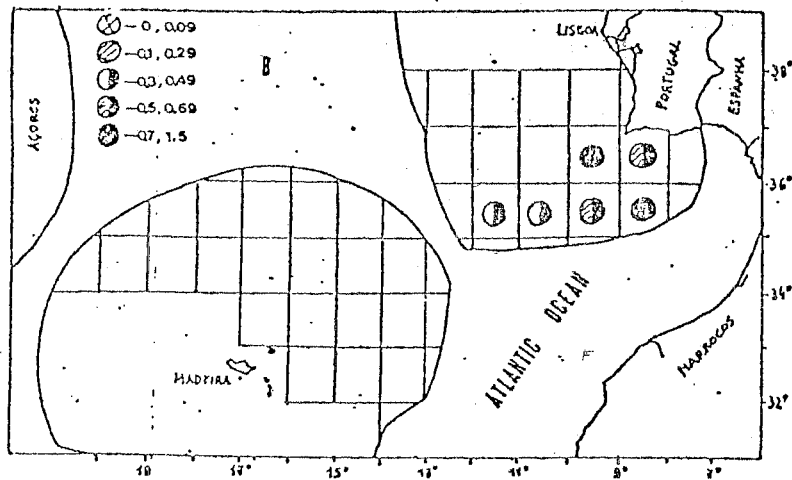 - 0, 0.09
- 0,1, 0.29
- 0,3, 0.49
- 0,5, 0.69
- 0,7, 1.5
B
LISBOA
PORTUGAL
ESPANHA
AÇORES
MADEIRA
ATLANTIC OCEAN
MARROCOS
38°
36°
34°
32°
19
17°
15°
13°
11°
9°
7°